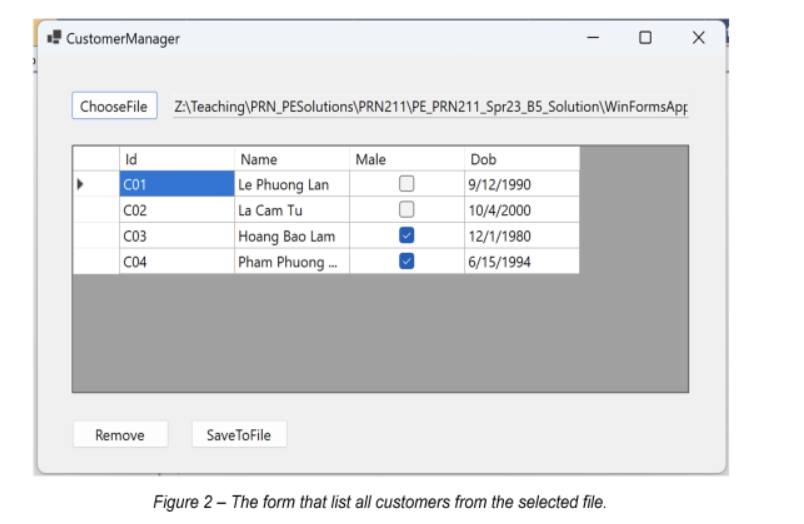 CustomerManager
ChooseFile Z:\Teaching\PRN_PESolutions\PRN211\PE_PRN211_Spr23_B5_Solution\WinFormsApp
Id Name Male Dob
C01 Le Phuong Lan 9/12/1990
C02 La Cam Tu 10/4/2000
C03 Hoang Bao Lam 12/1/1980
C04 Pham Phuong ... 6/15/1994
Remove SaveToFile
Figure 2 – The form that list all customers from the selected file.